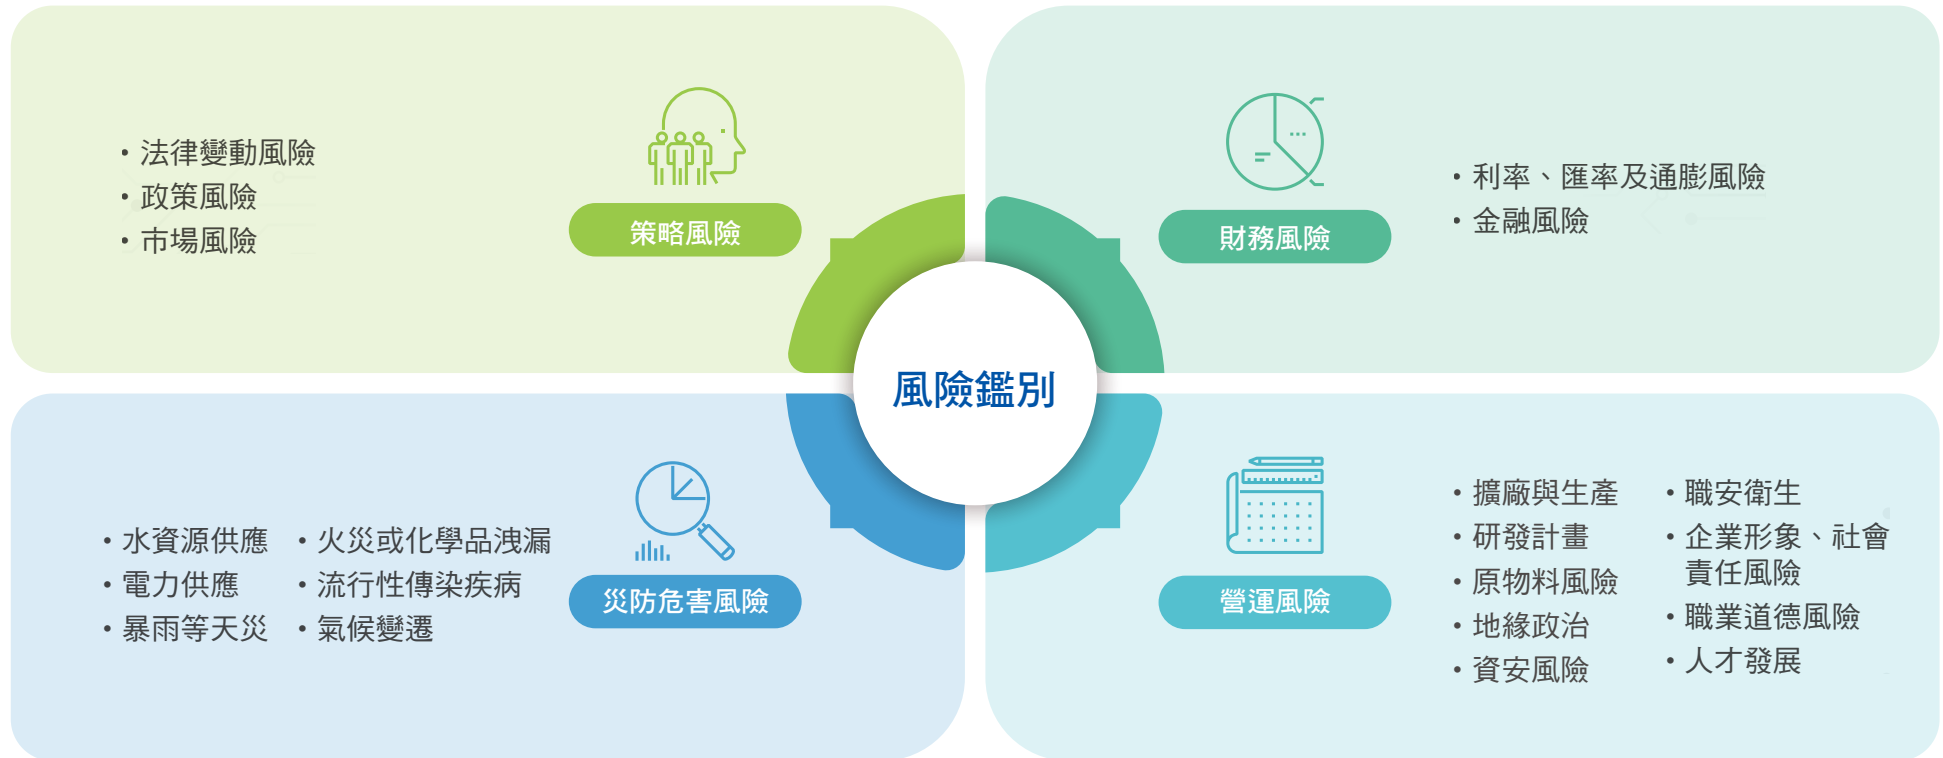 ・法律變動風險
・政策風險
・市場風險
策略風險
財務風險
・利率、匯率及通膨風險
・金融風險
風險鑑別
・水資源供應
・電力供應
・暴雨等天災
・火災或化學品洩漏
・流行性傳染疾病
・氣候變遷
災防危害風險
營運風險
・擴廠與生產
・研發計畫
・原物料風險
・地緣政治
・資安風險
・職安衛生
・企業形象、社會
責任風險
・職業道德風險
・人才發展